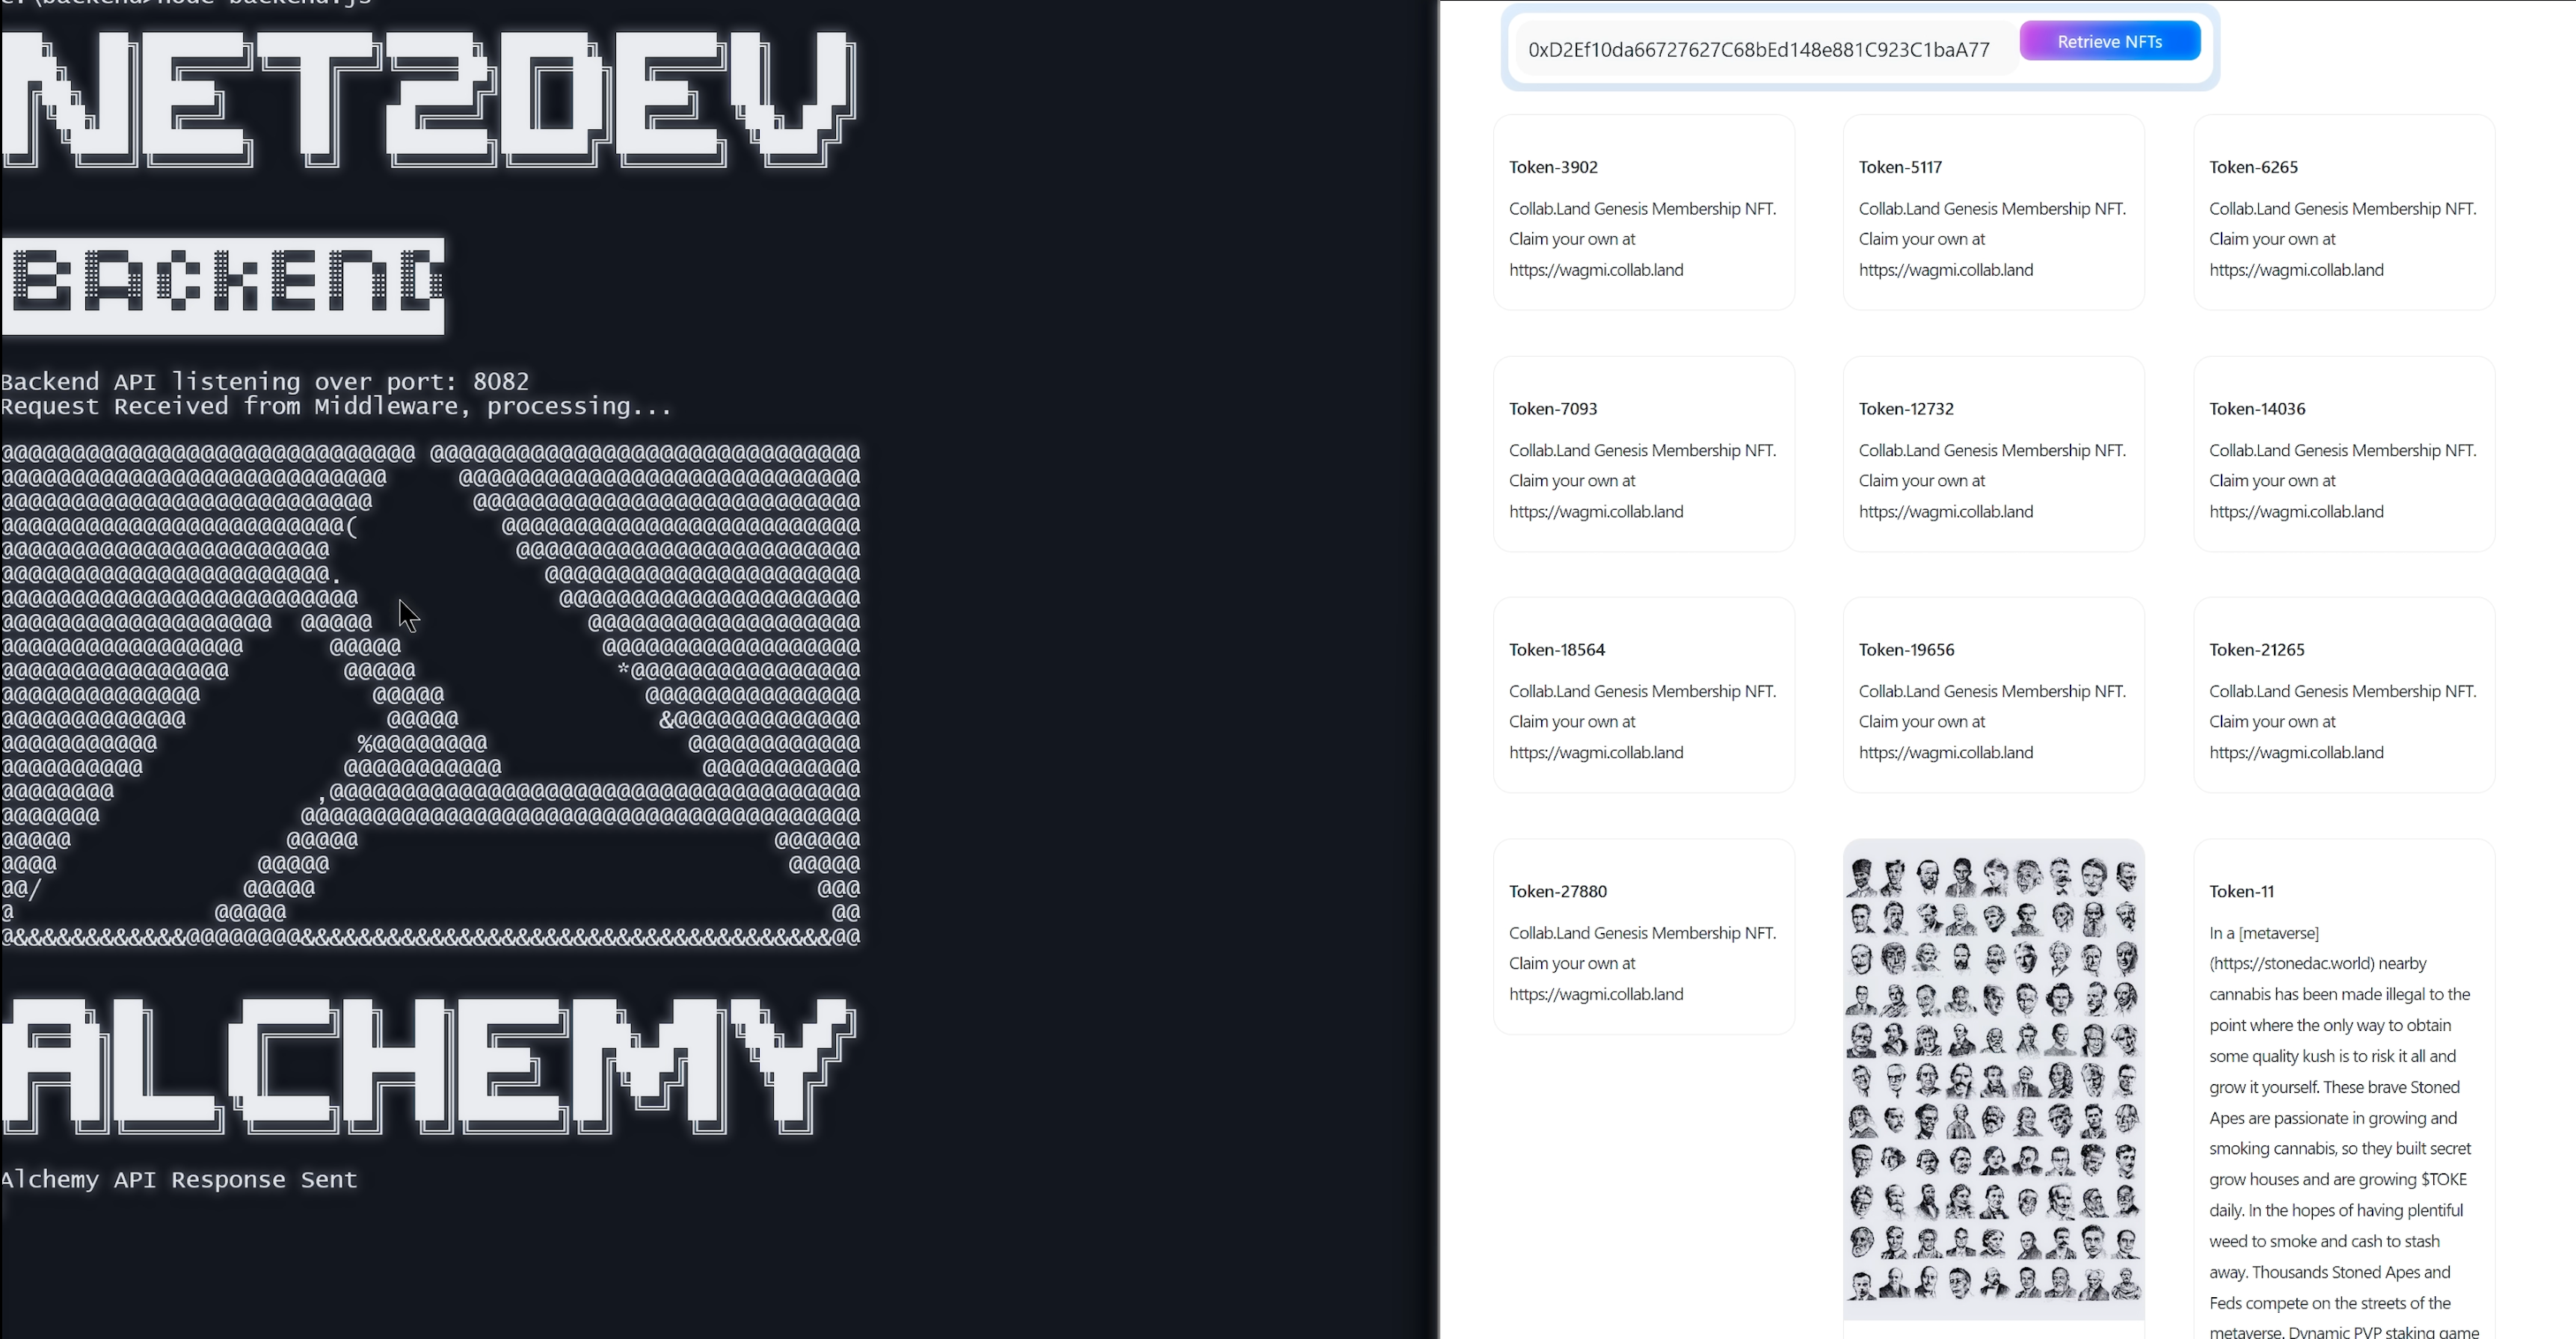 c:\backend>node backend.js
NET2DEV
BACKEND
Backend API listening over port: 8082
Request Received from Middleware, processing...
ALCHEMY
Alchemy API Response Sent
0xD2Ef10da66727627C68bEd148e881C923C1baA77
Retrieve NFTs
Token-3902
Collab.Land Genesis Membership NFT.
Claim your own at
https://wagmi.collab.land
Token-5117
Collab.Land Genesis Membership NFT.
Claim your own at
https://wagmi.collab.land
Token-6265
Collab.Land Genesis Membership NFT.
Claim your own at
https://wagmi.collab.land
Token-7093
Collab.Land Genesis Membership NFT.
Claim your own at
https://wagmi.collab.land
Token-12732
Collab.Land Genesis Membership NFT.
Claim your own at
https://wagmi.collab.land
Token-14036
Collab.Land Genesis Membership NFT.
Claim your own at
https://wagmi.collab.land
Token-18564
Collab.Land Genesis Membership NFT.
Claim your own at
https://wagmi.collab.land
Token-19656
Collab.Land Genesis Membership NFT.
Claim your own at
https://wagmi.collab.land
Token-21265
Collab.Land Genesis Membership NFT.
Claim your own at
https://wagmi.collab.land
Token-27880
Collab.Land Genesis Membership NFT.
Claim your own at
https://wagmi.collab.land
Token-11
In a [metaverse]
(https://stonedac.world) nearby
cannabis has been made illegal to the
point where the only way to obtain
some quality kush is to risk it all and
grow it yourself. These brave Stoned
Apes are passionate in growing and
smoking cannabis, so they built secret
grow houses and are growing $TOKE
daily. In the hopes of having plentiful
weed to smoke and cash to stash
away. Thousands Stoned Apes and
Feds compete on the streets of the
metaverse. Dynamic PVP staking game